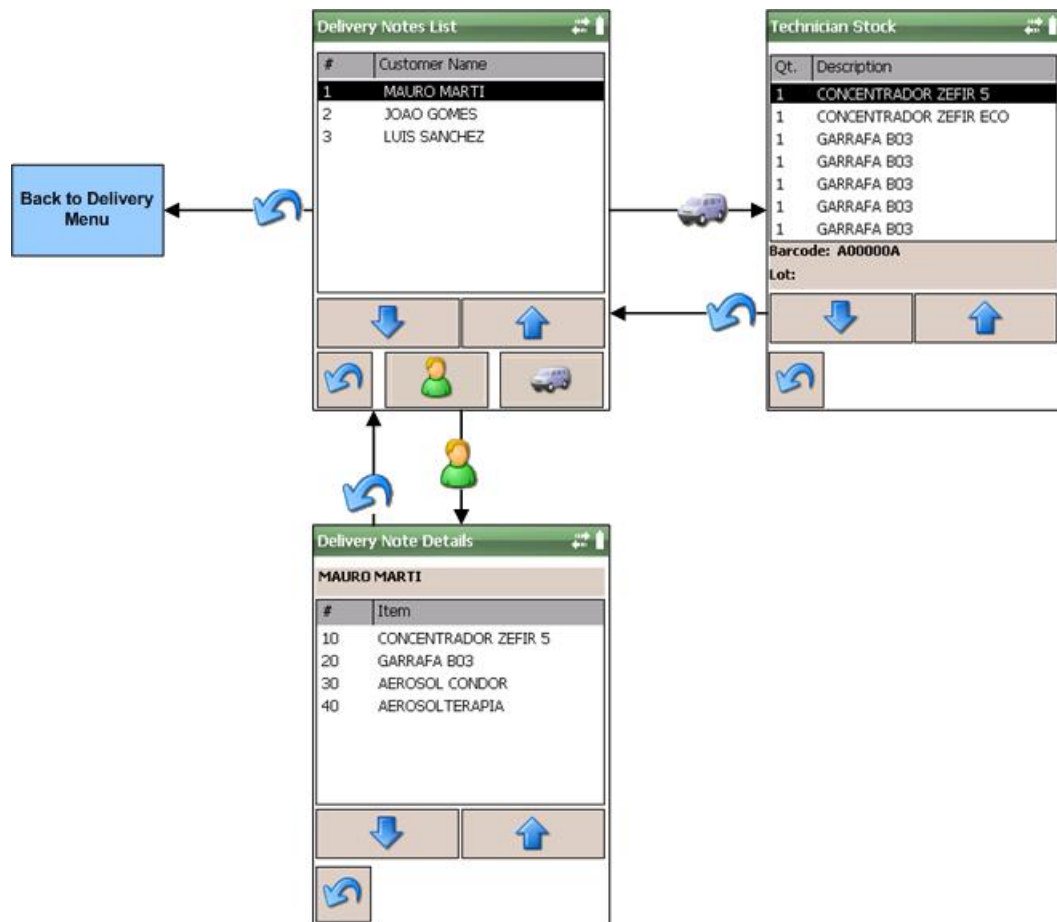 Delivery Notes List
# Customer Name
1 MAURO MARTI
2 JOAO GOMES
3 LUIS SANCHEZ
Technician Stock
Qt. Description
1 CONCENTRADOR ZEFIR 5
1 CONCENTRADOR ZEFIR ECO
1 GARRAFA B03
1 GARRAFA B03
1 GARRAFA B03
1 GARRAFA B03
1 GARRAFA B03
Barcode: A00000A
Lot:
Back to Delivery
Menu
Delivery Note Details
MAURO MARTI
# Item
10 CONCENTRADOR ZEFIR 5
20 GARRAFA B03
30 AEROSOL CONDOR
40 AEROSOLTERAPIA